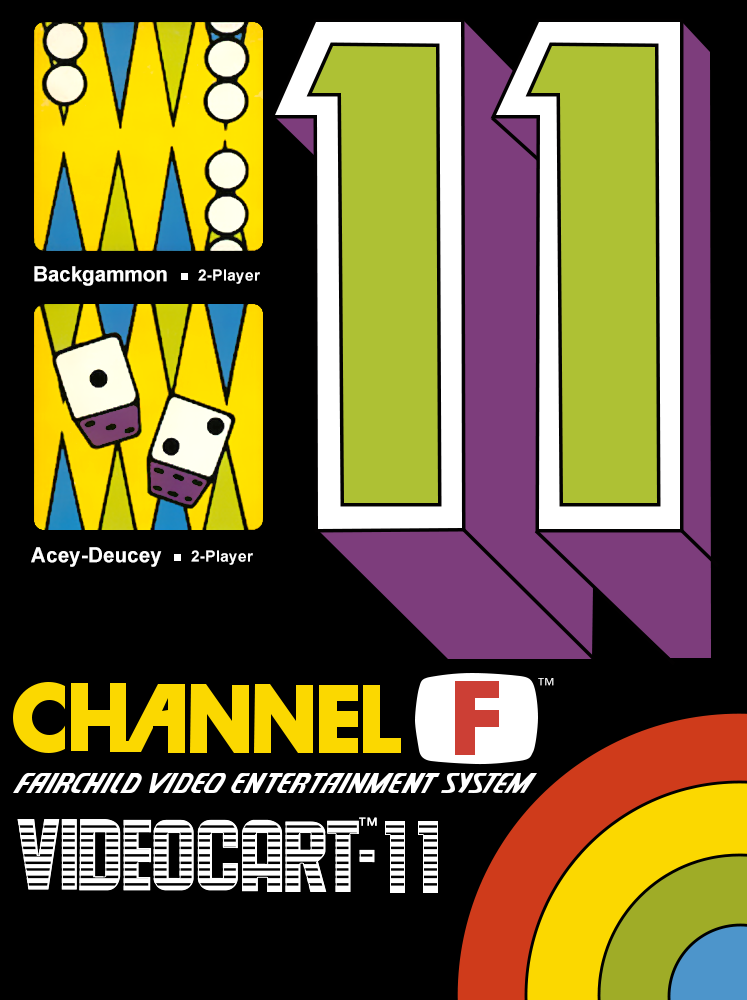 11
Backgammon ▪ 2-Player
Acey-Deucey ▪ 2-Player
CHANNEL F™
FAIRCHILD VIDEO ENTERTAINMENT SYSTEM
VIDEOCART™-11